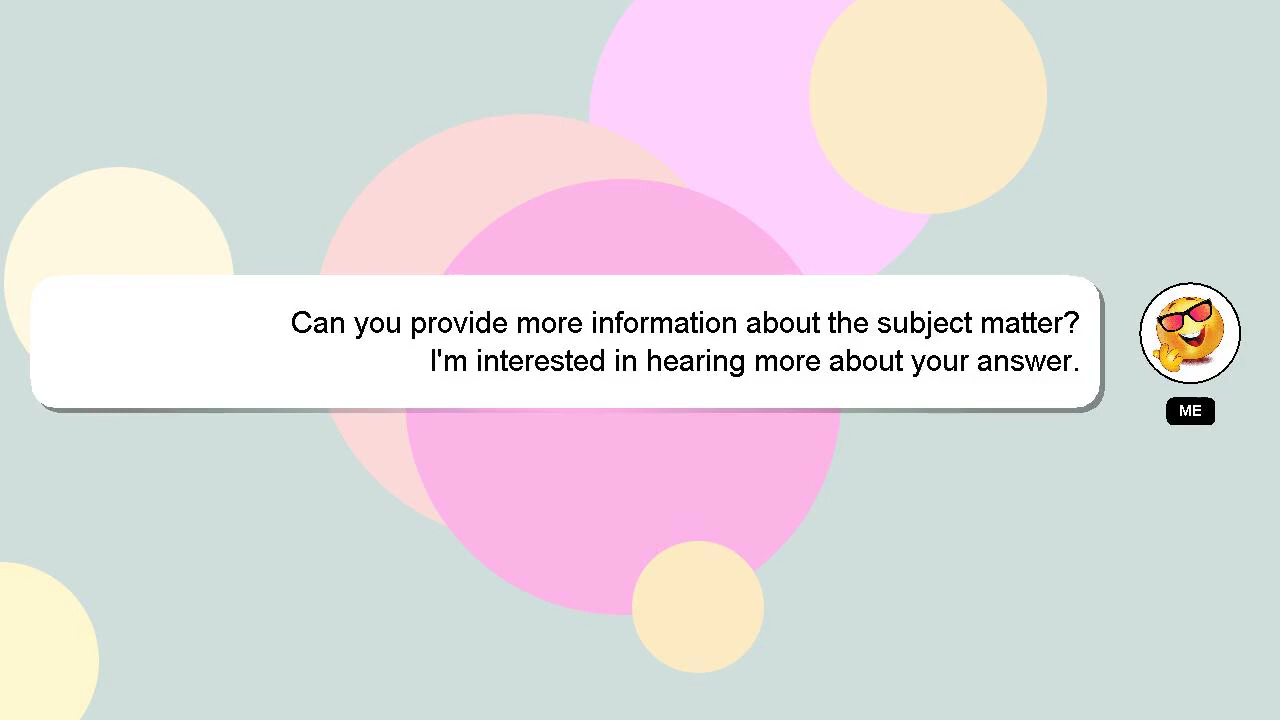 Can you provide more information about the subject matter?
I'm interested in hearing more about your answer.
ME